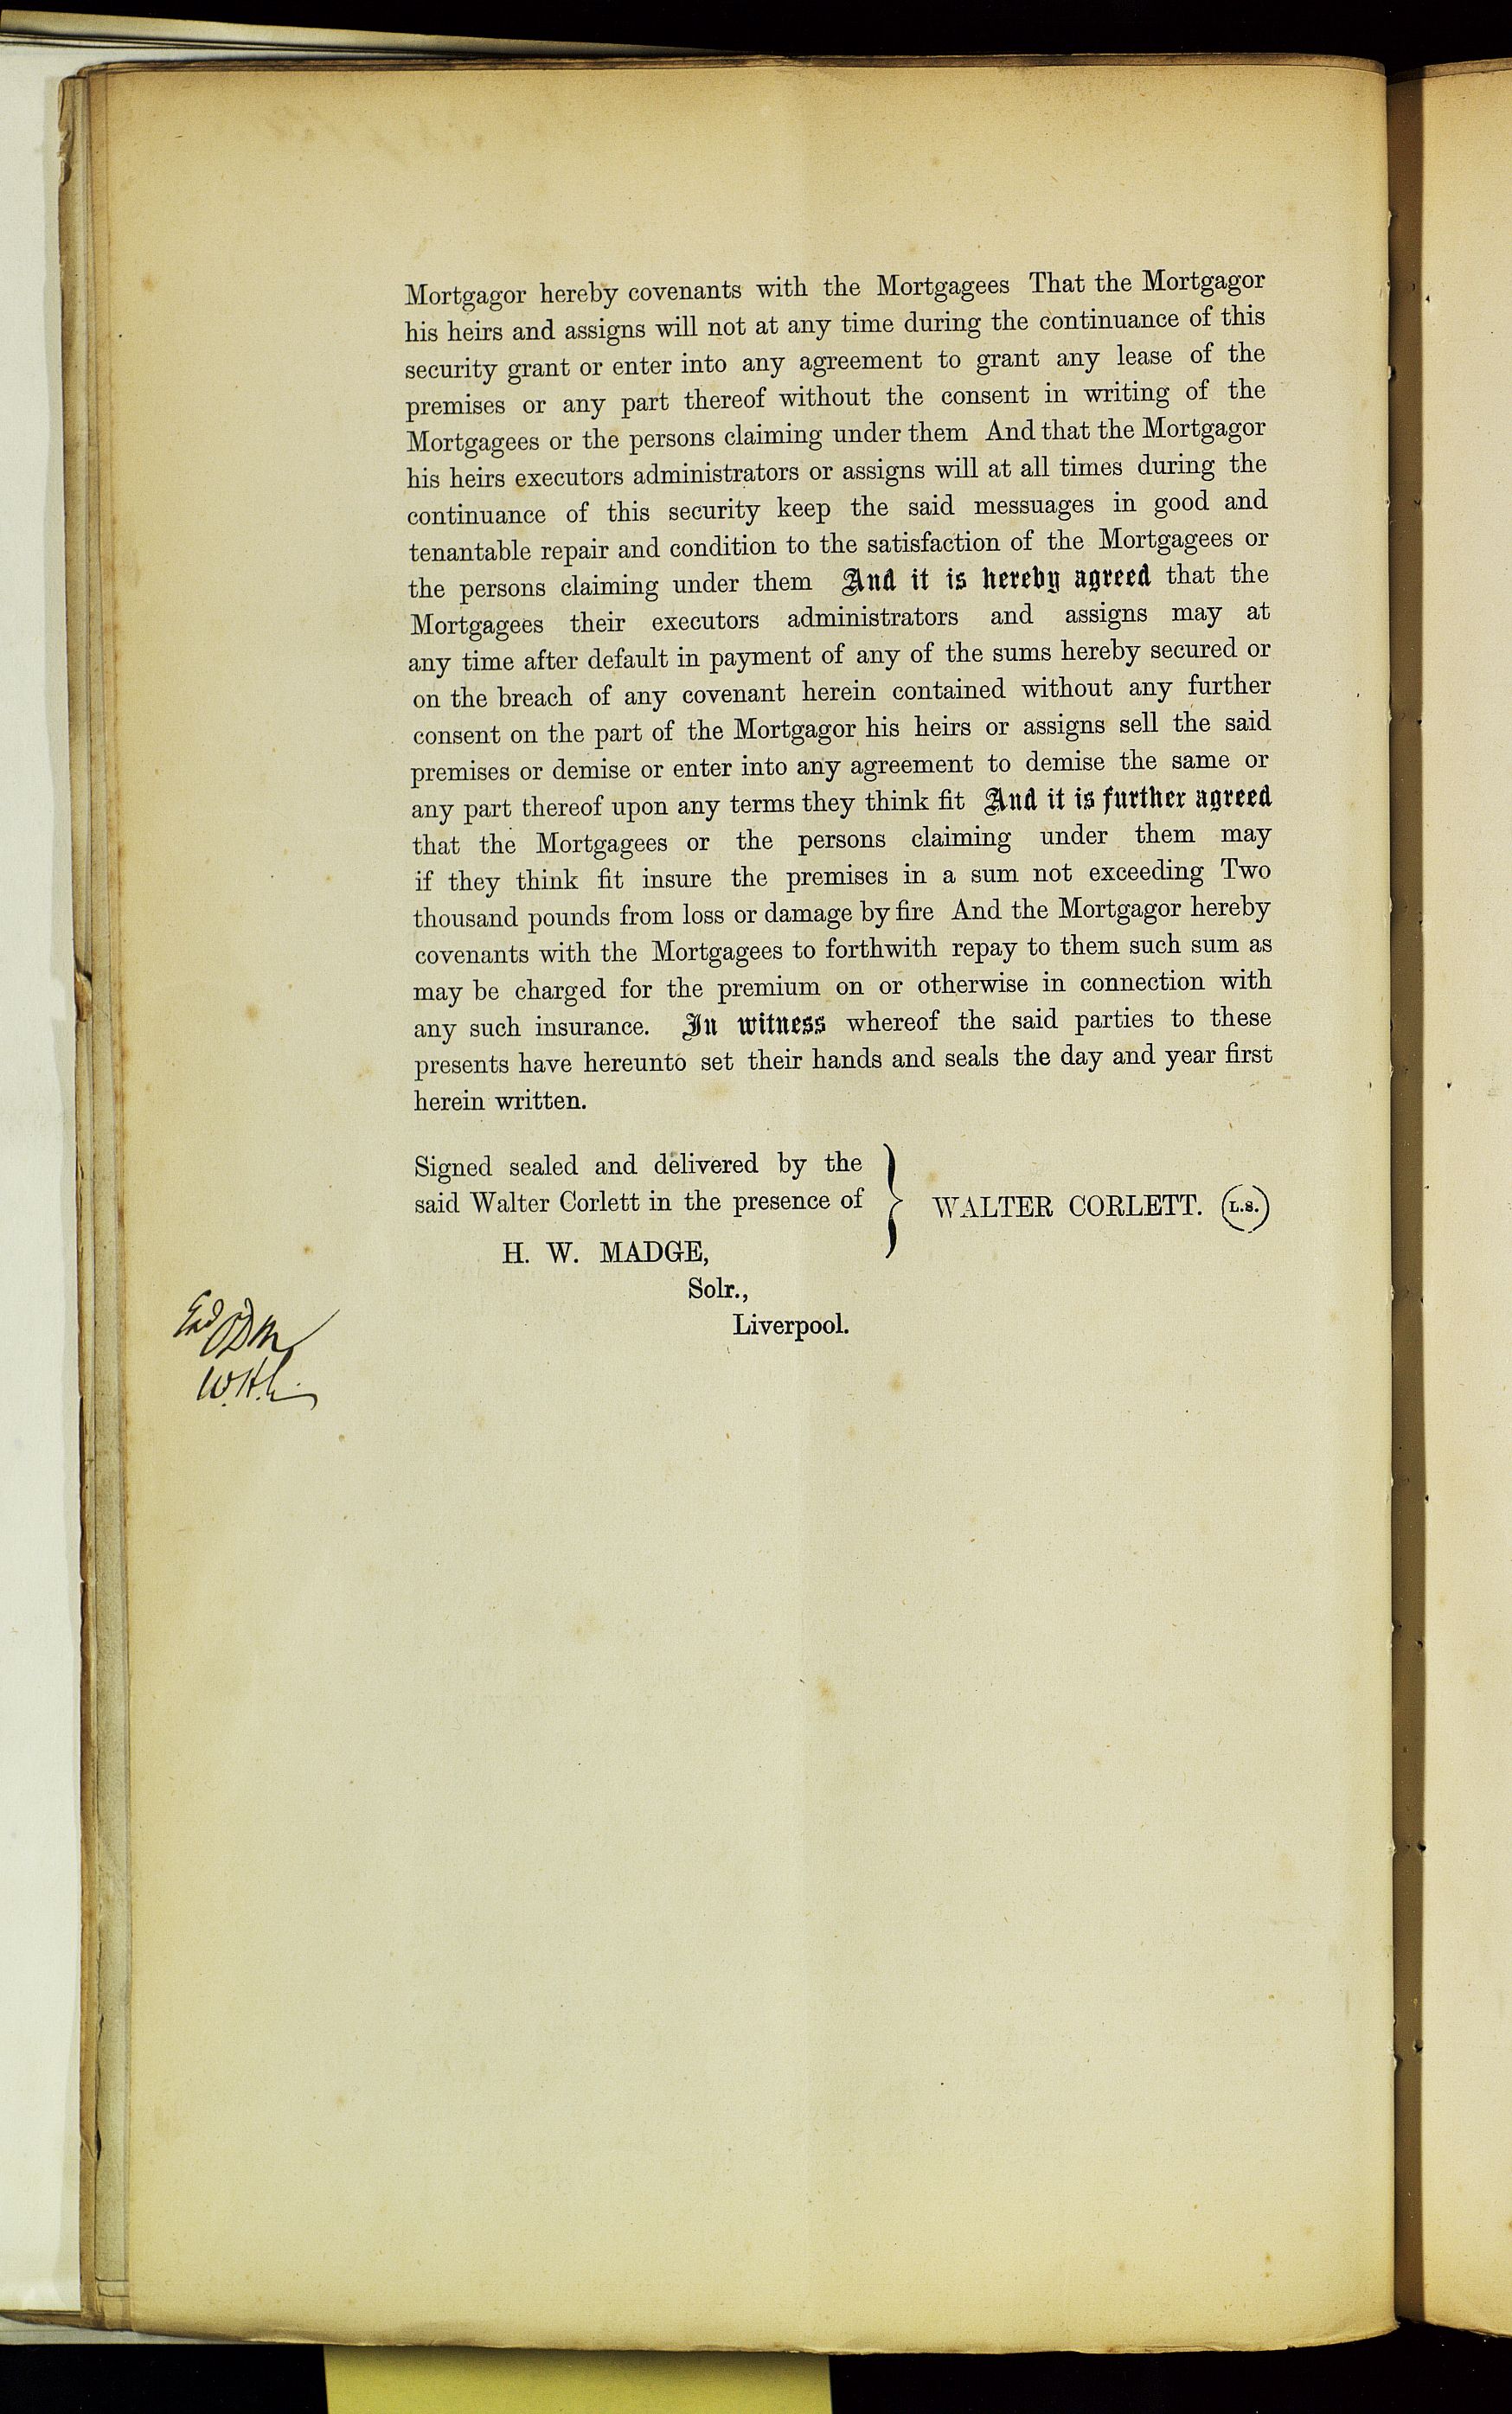 Mortgagor hereby covenants with the Mortgagees That the Mortgagor
his heirs and assigns will not at any time during the continuance of this
security grant or enter into any agreement to grant any lease of the
premises or any part thereof without the consent in writing of the
Mortgagees or the persons claiming under them And that the Mortgagor
his heirs executors administrators or assigns will at all times during the
continuance of this security keep the said messuages in good and
tenantable repair and condition to the satisfaction of the Mortgagees or
the persons claiming under them And it is hereby agreed that the
Mortgagees their executors administrators and assigns may at
any time after default in payment of any of the sums hereby secured or
on the breach of any covenant herein contained without any further
consent on the part of the Mortgagor his heirs or assigns sell the said
premises or demise or enter into any agreement to demise the same or
any part thereof upon any terms they think fit And it is further agreed
that the Mortgagees or the persons claiming under them may
if they think fit insure the premises in a sum not exceeding Two
thousand pounds from loss or damage by fire And the Mortgagor hereby
covenants with the Mortgagees to forthwith repay to them such sum as
may be charged for the premium on or otherwise in connection with
any such insurance. In witness whereof the said parties to these
presents have hereunto set their hands and seals the day and year first
herein written.
Signed sealed and delivered by the
said Walter Corlett in the presence of
WALTER CORLETT. (L.S.)
H. W. MADGE,
Solr.,
Liverpool.